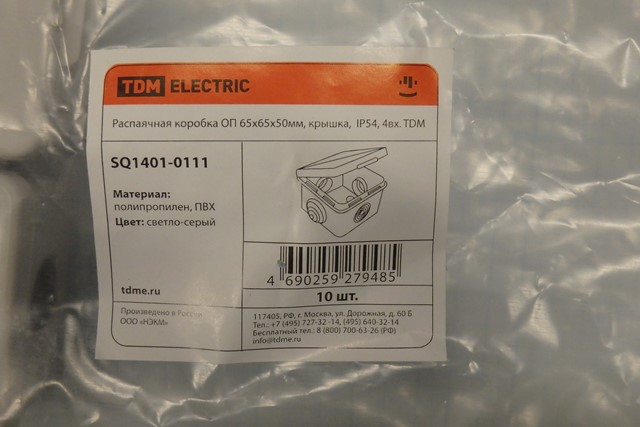 TDM ELECTRIC
Распаячная коробка ОП 65х65х50мм, крышка, IP54, 4вх. TDM
SQ1401-0111
Материал:
полипропилен, ПВХ
Цвет: светло-серый
tdme.ru
Произведено в России
ООО «НЭКМ»
4 690259 279485
10 шт.
117405, РФ, г. Москва, ул. Дорожная, д. 60 Б
Тел.: +7 (495) 727-32-14, (495) 640-32-14
Бесплатный тел.: 8 (800) 700-63-26 (РФ)
info@tdme.ru